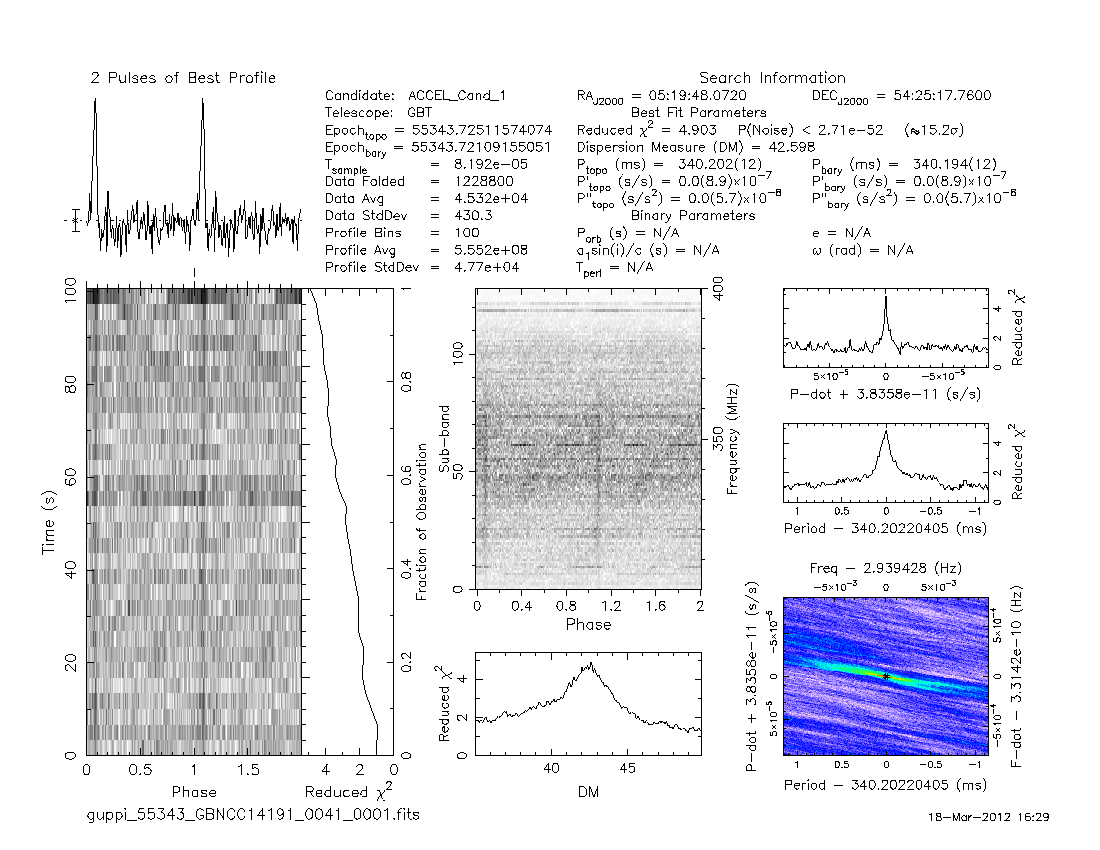 2 Pulses of Best Profile
Search Information
Candidate: ACCEL_Cand_1
Telescope: GBT
Epoch_topo = 55343.72511574074
Epoch_bary = 55343.72109155051
T_sample = 8.192e-05
Data Folded = 1228800
Data Avg = 4.532e+04
Data StdDev = 430.3
Profile Bins = 100
Profile Avg = 5.552e+08
Profile StdDev = 4.77e+04
RA_J2000 = 05:19:48.0720 DEC_J2000 = 54:25:17.7600
Best Fit Parameters
Reduced χ² = 4.903 P(Noise) < 2.71e-52 (≈15.2σ)
Dispersion Measure (DM) = 42.598
P_topo (ms) = 340.202(12) P_bary (ms) = 340.194(12)
P'_topo (s/s) = 0.0(8.9)×10⁻⁷ P'_bary (s/s) = 0.0(8.9)×10⁻⁷
P''_topo (s/s²) = 0.0(5.7)×10⁻⁸ P''_bary (s/s²) = 0.0(5.7)×10⁻⁸
Binary Parameters
P_orb (s) = N/A e = N/A
a₁sin(i)/c (s) = N/A ω (rad) = N/A
T_peri = N/A
0 20 40 60 80 100
Time (s)
0 0.5 1 1.5
Phase
0 0.2 0.4 0.6 0.8 1
Fraction of Observation
4 2 0
Reduced χ²
0 50 100
Sub-band
350 400
Frequency (MHz)
0 0.4 0.8 1.2 1.6 2
Phase
0 2 4
Reduced χ²
40 45
DM
0 2 4
Reduced χ²
5×10⁻⁵ 0 -5×10⁻⁵
P-dot + 3.8358e-11 (s/s)
0 2 4
Reduced χ²
1 0.5 0 -0.5 -1
Period - 340.20220405 (ms)
Freq - 2.939428 (Hz)
-5×10⁻³ 0 5×10⁻³
-5×10⁻⁵ 0 5×10⁻⁵
P-dot + 3.8358e-11 (s/s)
5×10⁻⁴ 0 -5×10⁻⁴
F-dot - 3.3142e-10 (Hz)
1 0.5 0 -0.5 -1
Period - 340.20220405 (ms)
guppi_55343_GBNCC14191_0041_0001.fits
18-Mar-2012 16:29